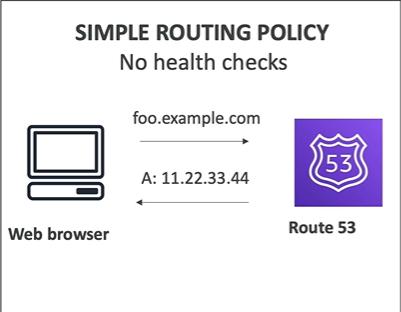 SIMPLE ROUTING POLICY
No health checks
foo.example.com
53
A: 11.22.33.44
Web browser
Route 53